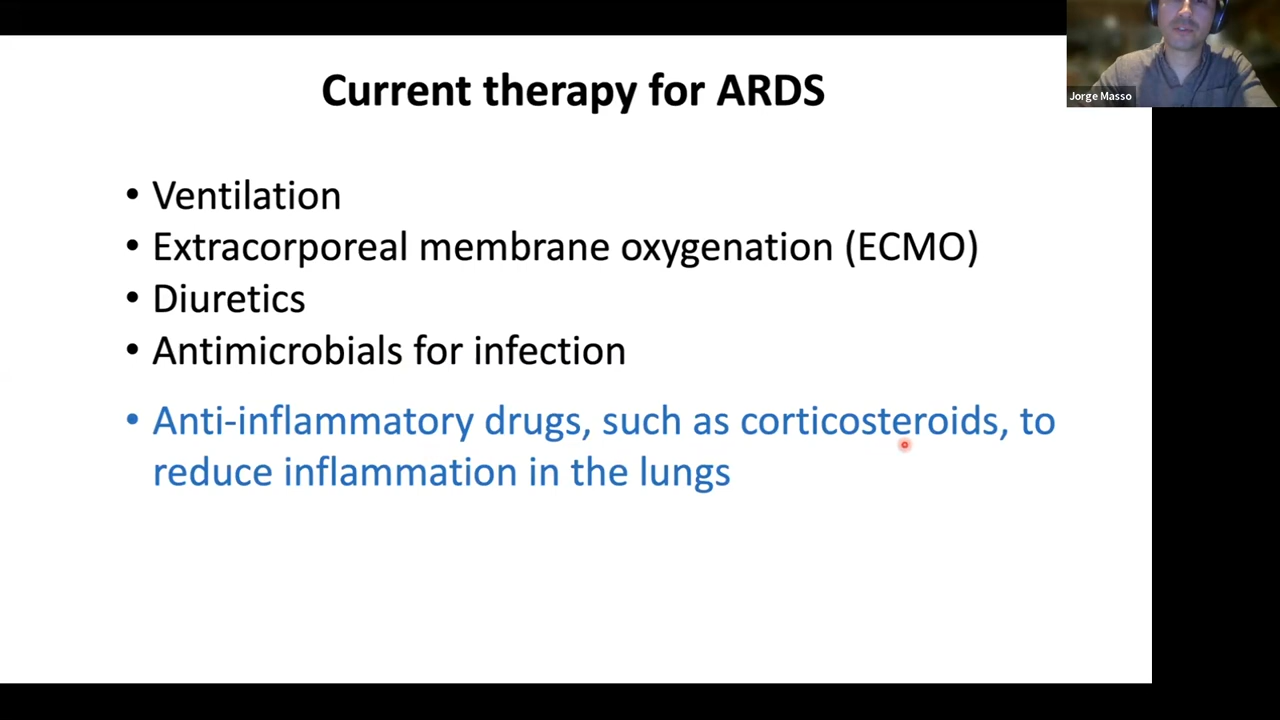 Current therapy for ARDS
Jorge Masso
• Ventilation
• Extracorporeal membrane oxygenation (ECMO)
• Diuretics
• Antimicrobials for infection
• Anti-inflammatory drugs, such as corticosteroids, to
reduce inflammation in the lungs